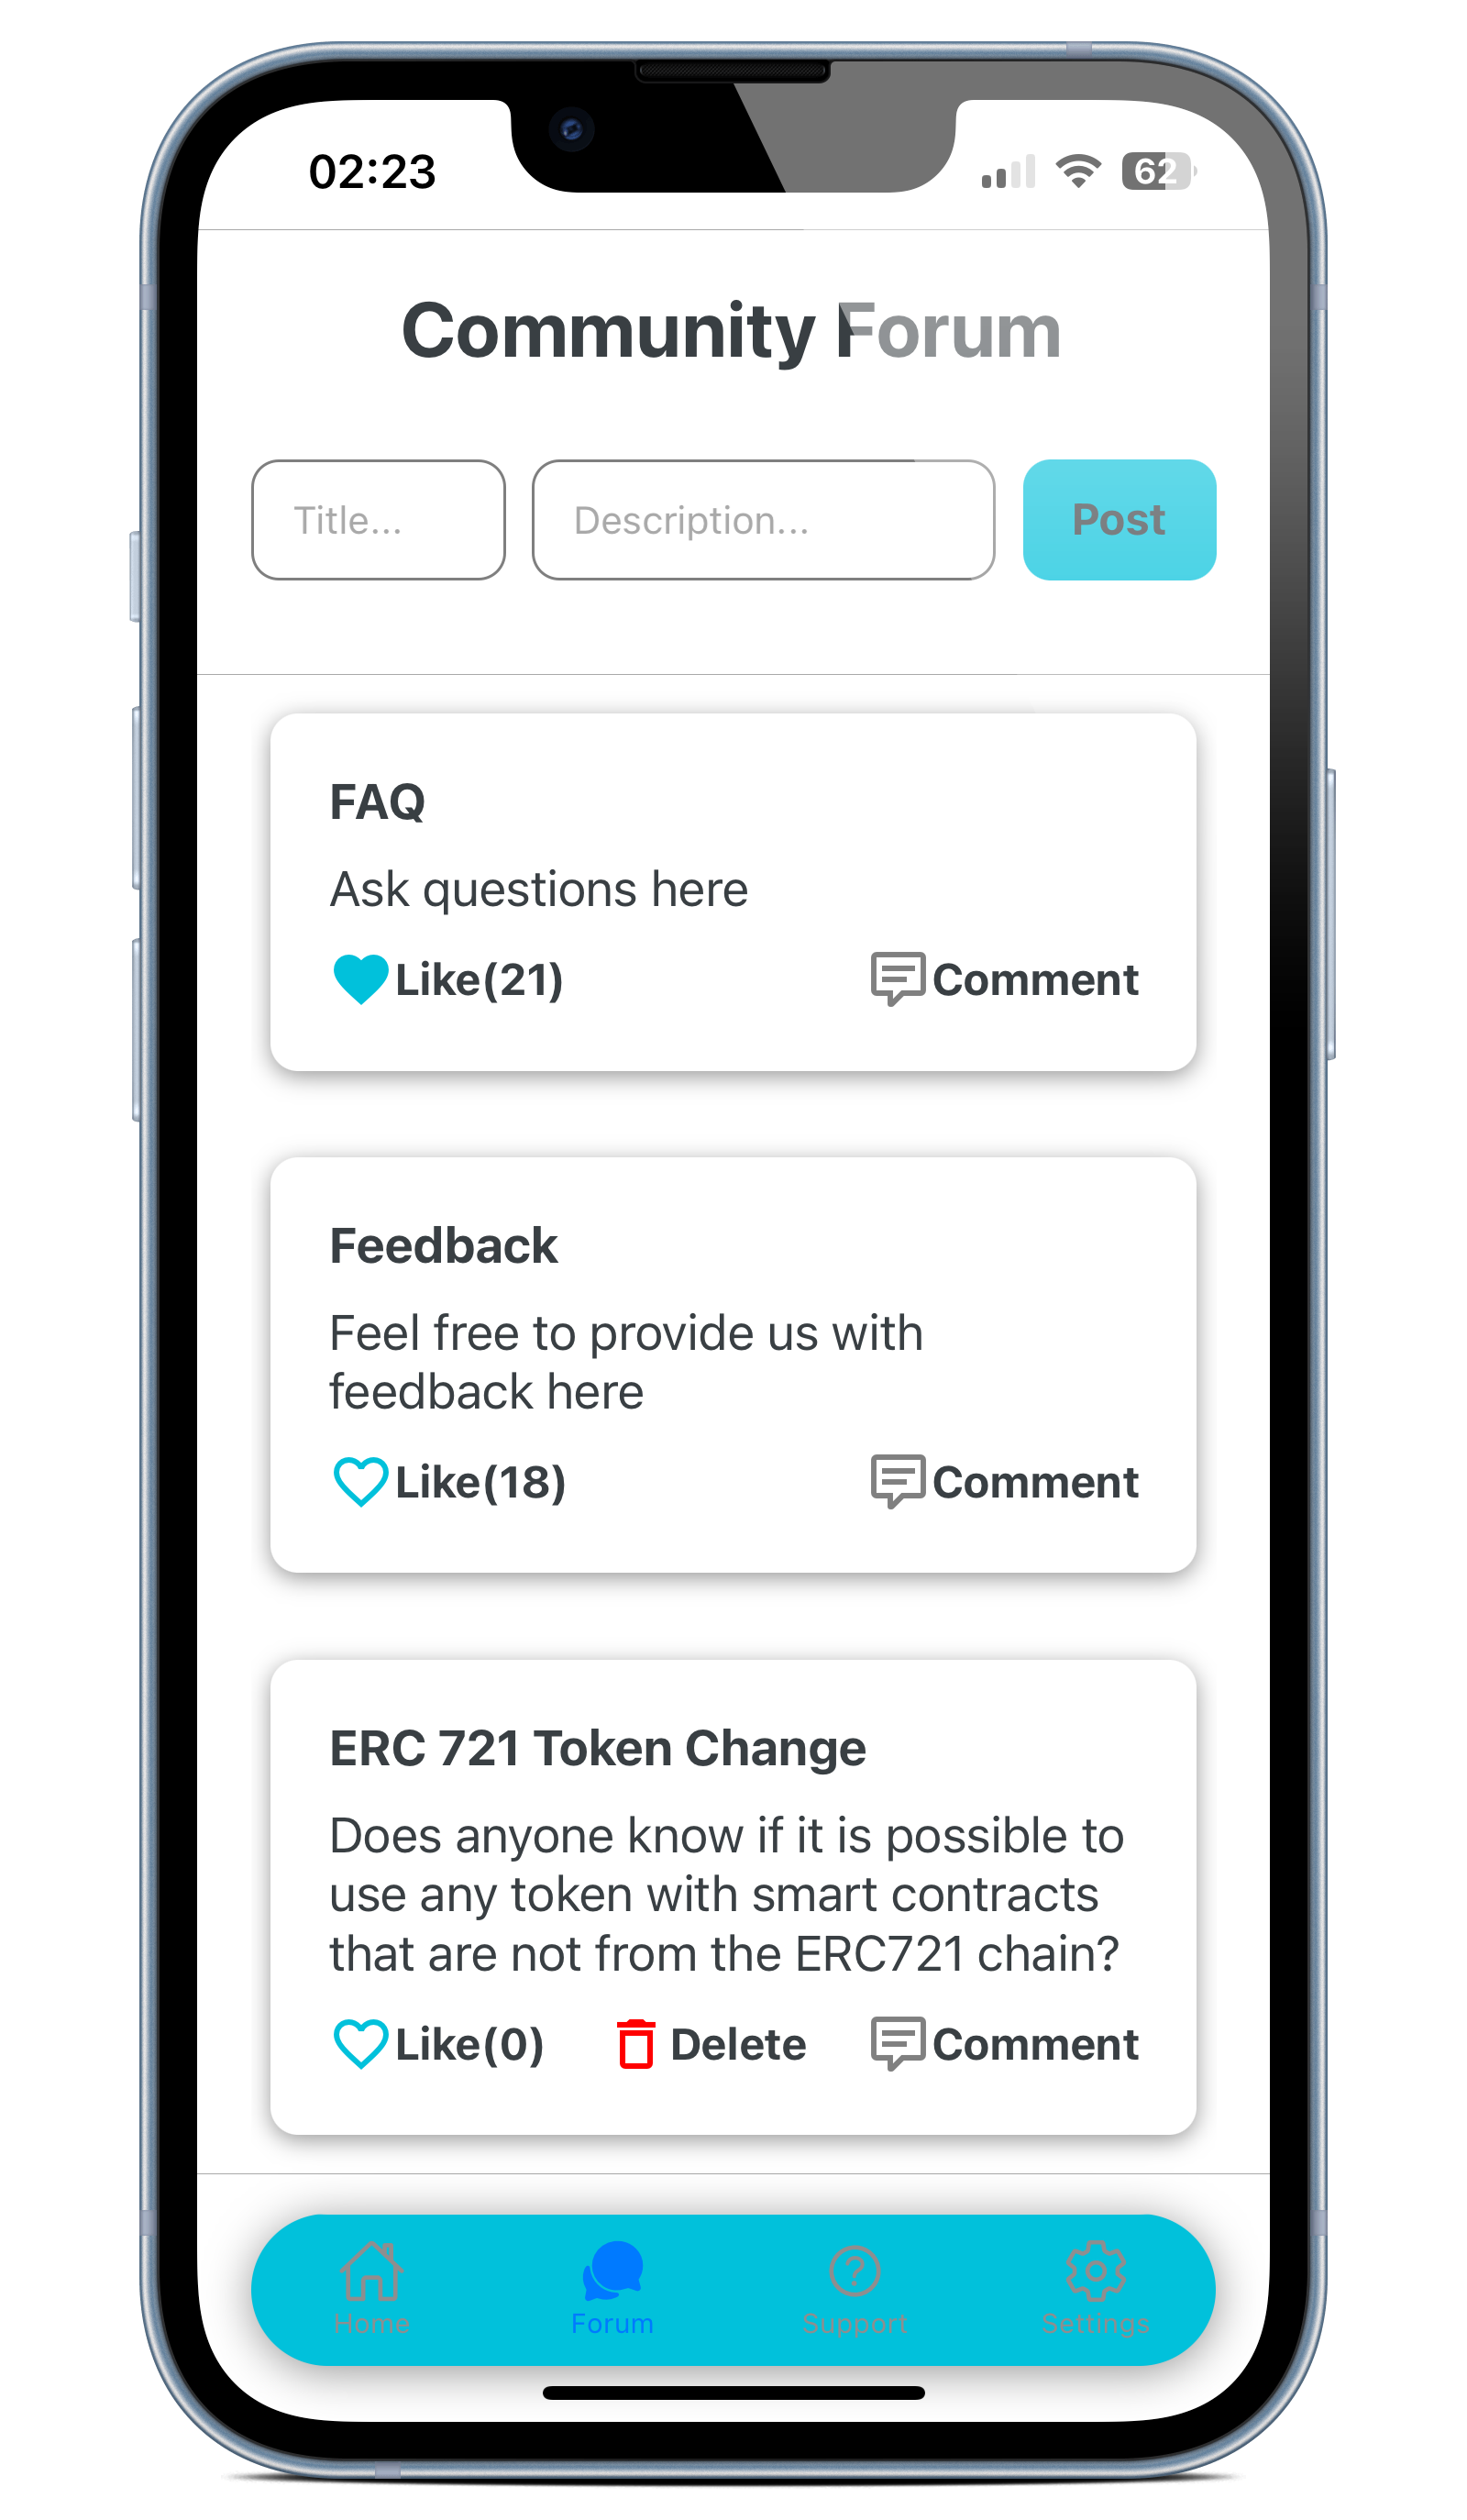 02:23
62
Community Forum
Title...
Description...
Post
FAQ
Ask questions here
Like(21)
Comment
Feedback
Feel free to provide us with
feedback here
Like(18)
Comment
ERC 721 Token Change
Does anyone know if it is possible to
use any token with smart contracts
that are not from the ERC721 chain?
Like(0)
Delete
Comment
Home
Forum
Support
Settings